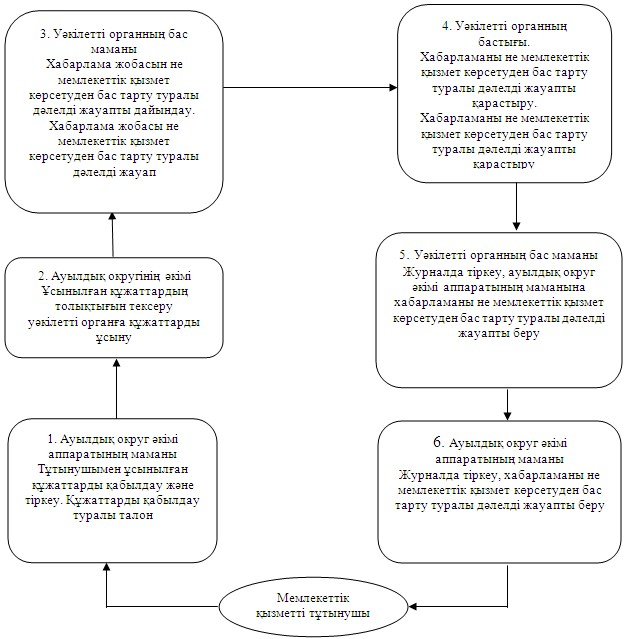 3. Уәкілетті органның бас
маманы
Хабарлама жобасын не
мемлекеттік қызмет
көрсетуден бас тарту туралы
дәлелді жауапты дайындау.
Хабарлама жобасы не
мемлекеттік қызмет
көрсетуден бас тарту туралы
дәлелді жауап
4. Уәкілетті органның
бастығы.
Хабарламаны не мемлекеттік
қызмет көрсетуден бас тарту
туралы дәлелді жауапты
қарастыру.
Хабарламаны не мемлекеттік
қызмет көрсетуден бас тарту
туралы дәлелді жауапты
қарастыру
2. Ауылдық округінің әкімі
Ұсынылған құжаттардың
толықтығын тексеру
уәкілетті органға құжаттарды
ұсыну
5. Уәкілетті органның бас маманы
Журналда тіркеу, ауылдық округ
әкімі аппаратының маманына
хабарламаны не мемлекеттік қызмет
көрсетуден бас тарту туралы дәлелді
жауапты беру
1. Ауылдық округ әкімі
аппаратының маманы
Тұтынушымен ұсынылған
құжаттарды қабылдау және
тіркеу. Құжаттарды қабылдау
туралы талон
6. Ауылдық округ әкімі
аппаратының маманы
Журналда тіркеу, хабарламаны не
мемлекеттік қызмет көрсетуден бас
тарту туралы дәлелді жауапты беру
Мемлекеттік
қызметті тұтынушы